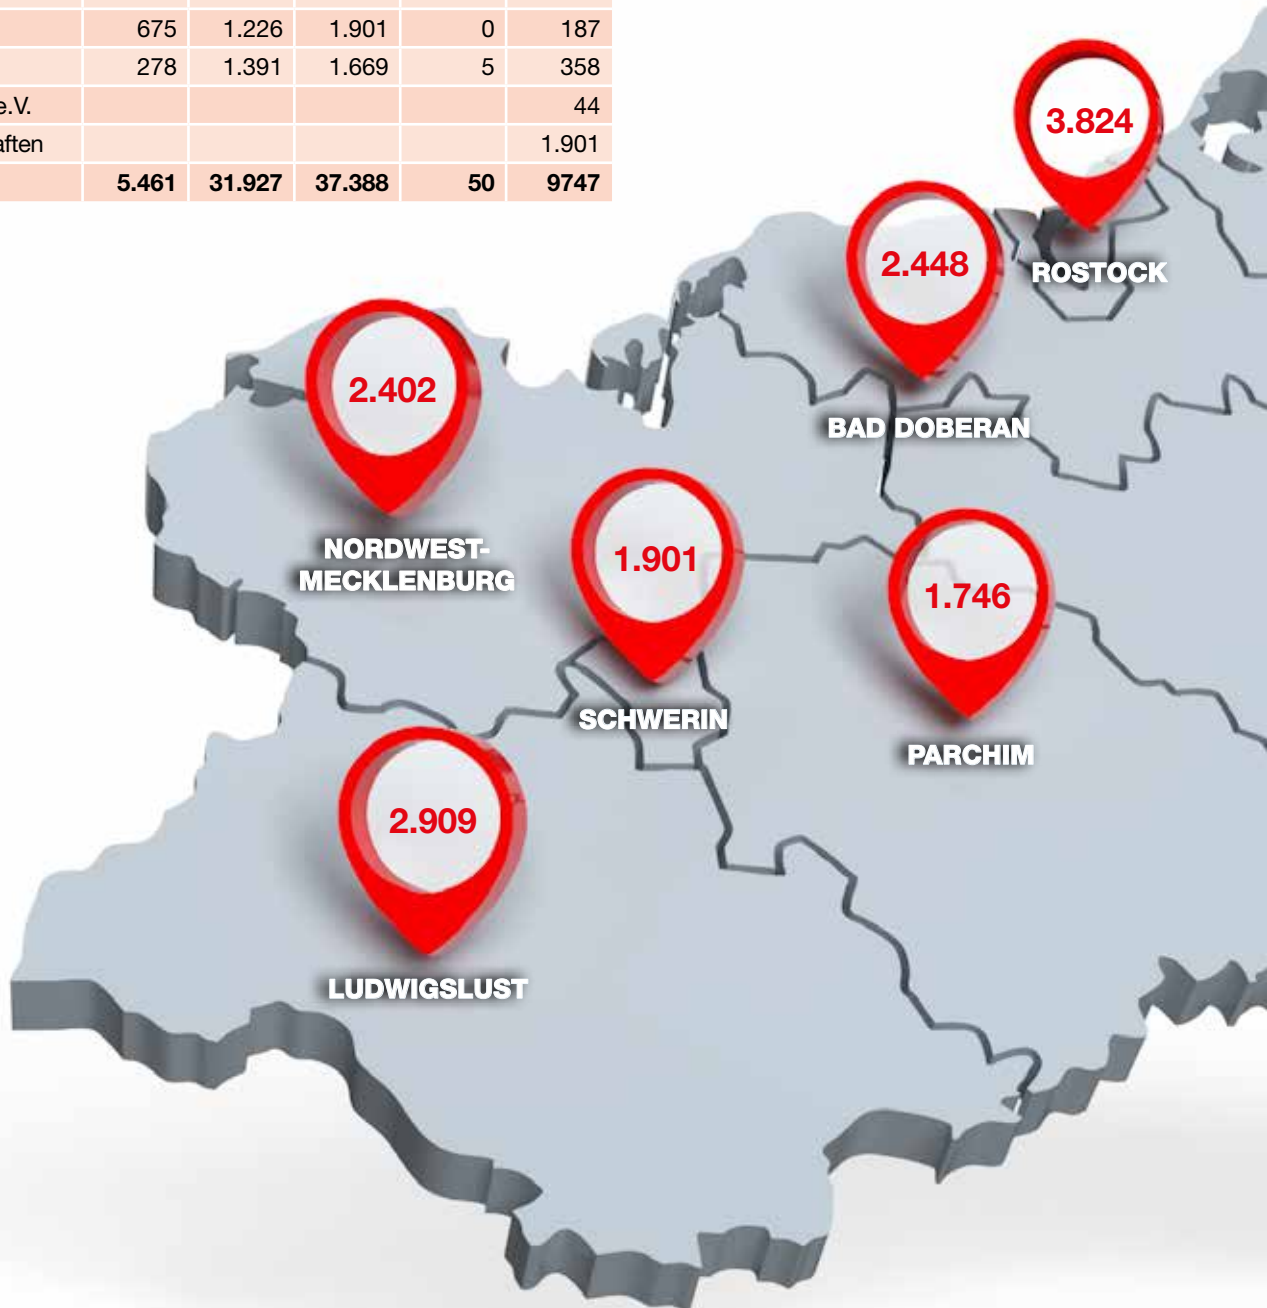 675 1.226 1.901 0 187
278 1.391 1.669 5 358
e.V. 44
1.901
5.461 31.927 37.388 50 9747
3.824
ROSTOCK
2.448
BAD DOBERAN
2.402
NORDWEST-
MECKLENBURG
1.901
SCHWERIN
1.746
PARCHIM
2.909
LUDWIGSLUST